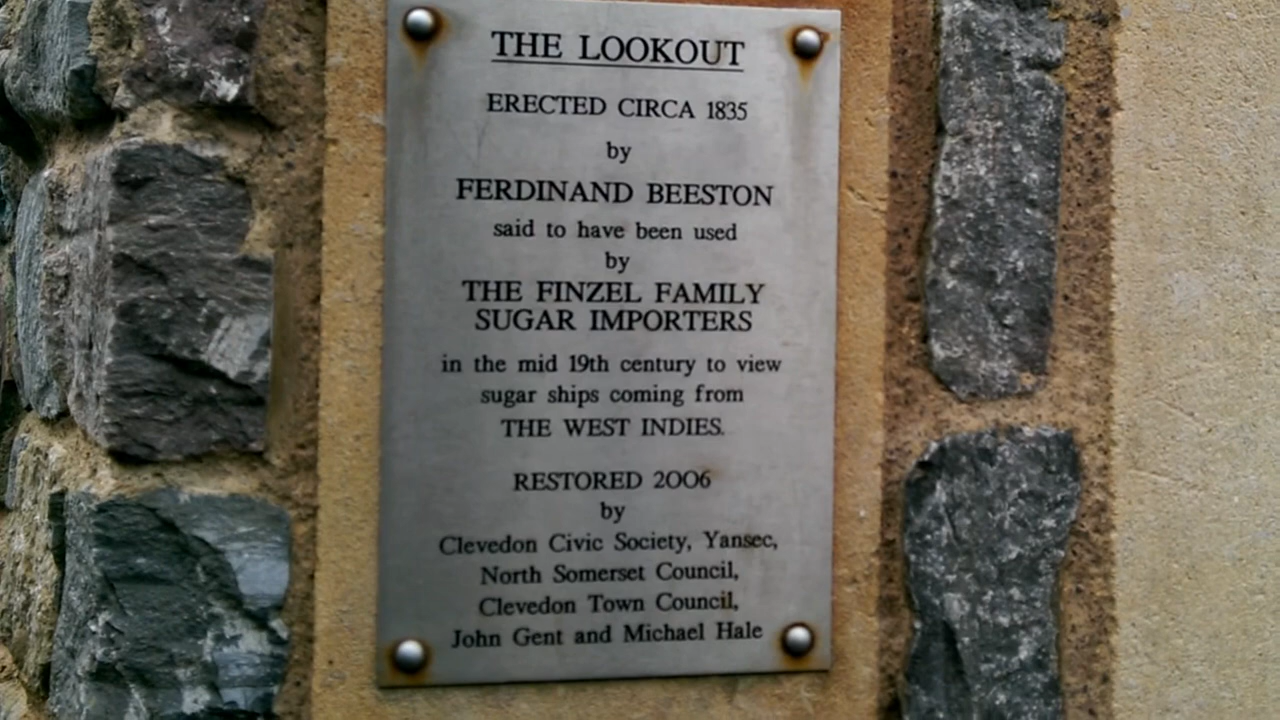 THE LOOKOUT
ERECTED CIRCA 1835
by
FERDINAND BEESTON
said to have been used
by
THE FINZEL FAMILY
SUGAR IMPORTERS
in the mid 19th century to view
sugar ships coming from
THE WEST INDIES.
RESTORED 2006
by
Clevedon Civic Society, Yansec,
North Somerset Council,
Clevedon Town Council,
John Gent and Michael Hale